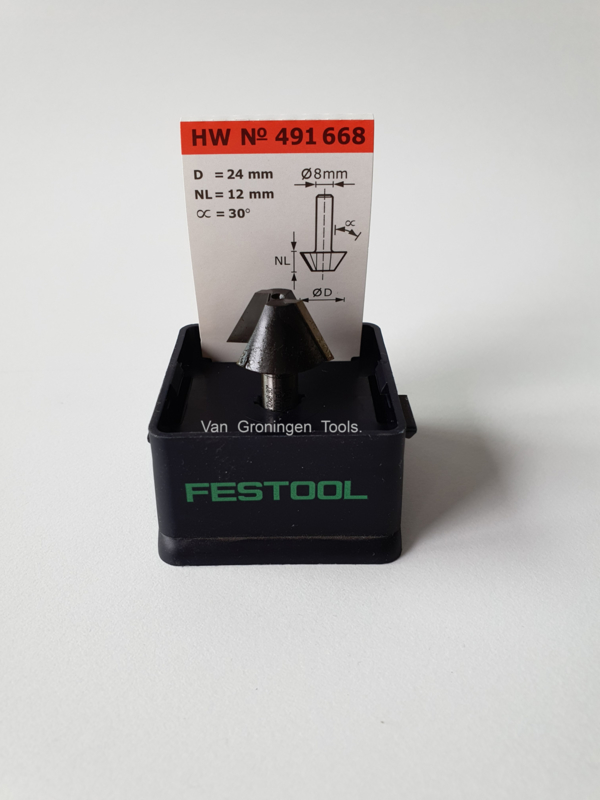 HW Nº 491 668
D = 24 mm
NL = 12 mm
∝ = 30°
Ø8mm
∝
NL
ØD
Van Groningen Tools.
FESTOOL